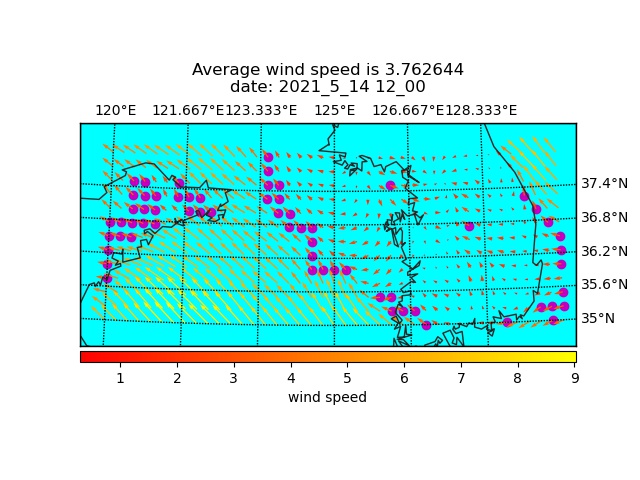 Average wind speed is 3.762644
date: 2021_5_14 12_00
120°E 121.667°E 123.333°E 125°E 126.667°E 128.333°E
37.4°N
36.8°N
36.2°N
35.6°N
35°N
1 2 3 4 5 6 7 8 9
wind speed